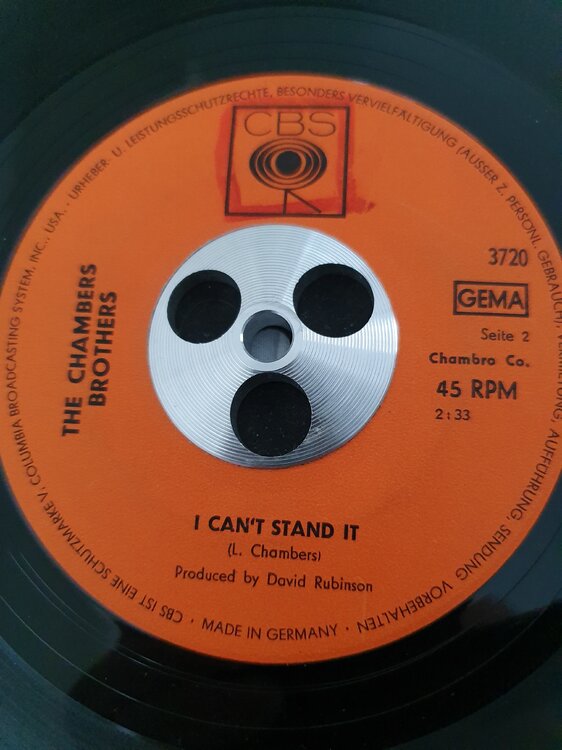 CBS
3720
GEMA
Seite 2
Chambro Co.
45 RPM
2:33
THE CHAMBERS
BROTHERS
I CAN'T STAND IT
(L. Chambers)
Produced by David Rubinson
CBS IST EINE SCHUTZMARKE V. COLUMBIA BROADCASTING SYSTEM, INC., USA. · URHEBER- U. LEISTUNGSSCHUTZRECHTE, BESONDERS VERVIELFÄLTIGUNG (AUSSER Z. PERSÖNL. GEBRAUCH), VERMIETUNG, AUFFÜHRUNG, SENDUNG VORBEHALTEN · MADE IN GERMANY ·